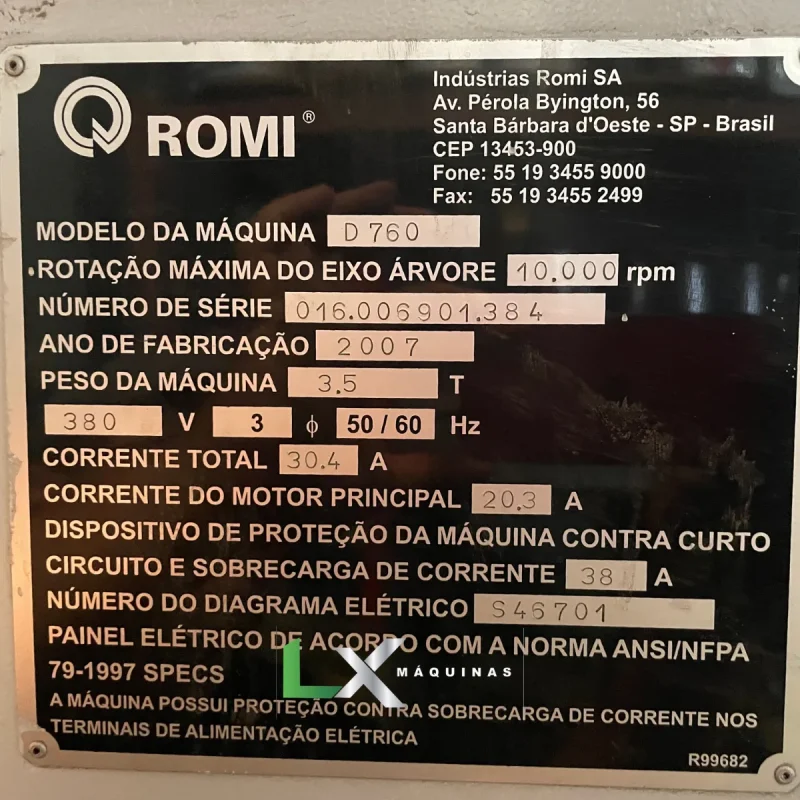 ROMI®
Indústrias Romi SA
Av. Pérola Byington, 56
Santa Bárbara d'Oeste - SP - Brasil
CEP 13453-900
Fone: 55 19 3455 9000
Fax: 55 19 3455 2499
MODELO DA MÁQUINA D 760
ROTAÇÃO MÁXIMA DO EIXO ÁRVORE 10.000 rpm
NÚMERO DE SÉRIE 016.006901.384
ANO DE FABRICAÇÃO 2007
PESO DA MÁQUINA 3.5 T
380 V 3 ϕ 50 / 60 Hz
CORRENTE TOTAL 30.4 A
CORRENTE DO MOTOR PRINCIPAL 20.3 A
DISPOSITIVO DE PROTEÇÃO DA MÁQUINA CONTRA CURTO
CIRCUITO E SOBRECARGA DE CORRENTE 38 A
NÚMERO DO DIAGRAMA ELÉTRICO S46701
PAINEL ELÉTRICO DE ACORDO COM A NORMA ANSI/NFPA
79-1997 SPECS
LX MÁQUINAS
A MÁQUINA POSSUI PROTEÇÃO CONTRA SOBRECARGA DE CORRENTE NOS
TERMINAIS DE ALIMENTAÇÃO ELÉTRICA
R99682